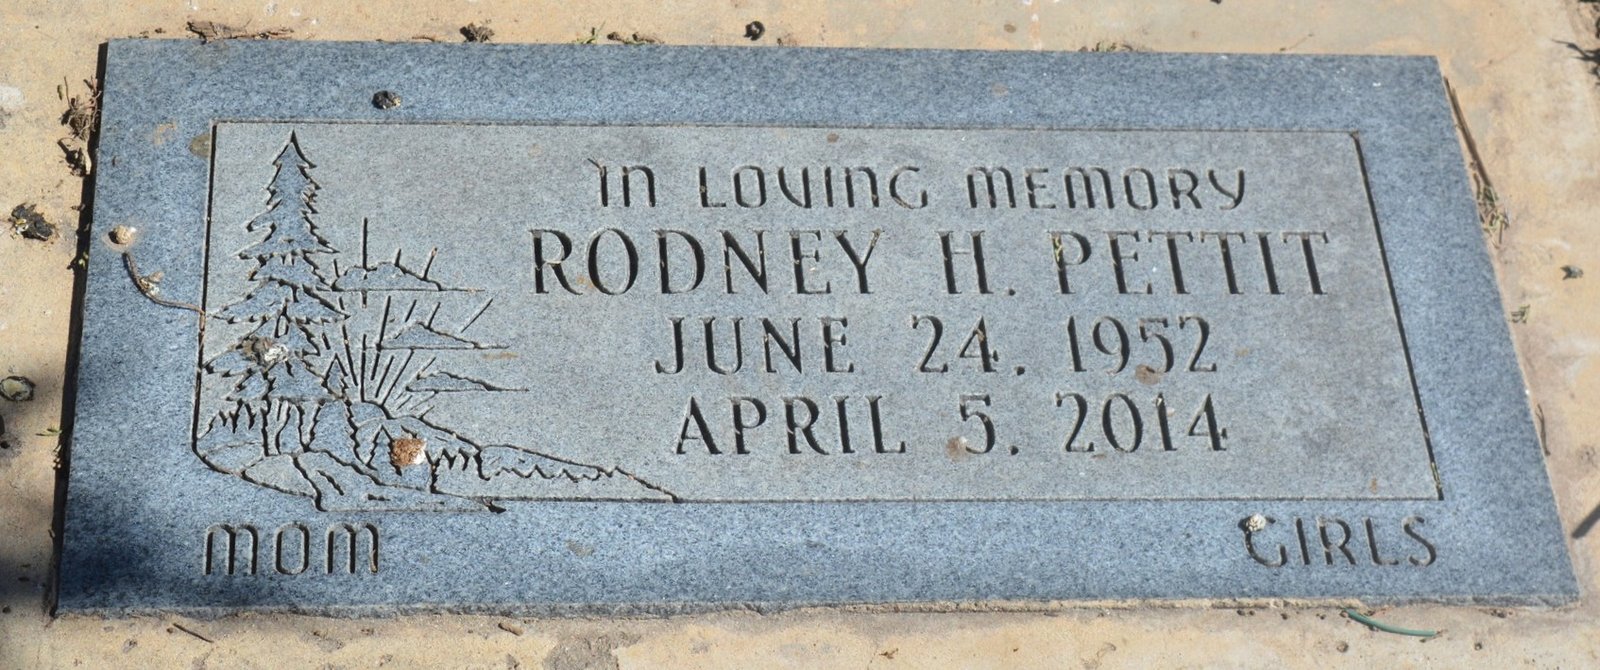 In Loving Memory
RODNEY H. PETTIT
JUNE 24, 1952
APRIL 5, 2014
MOM GIRLS